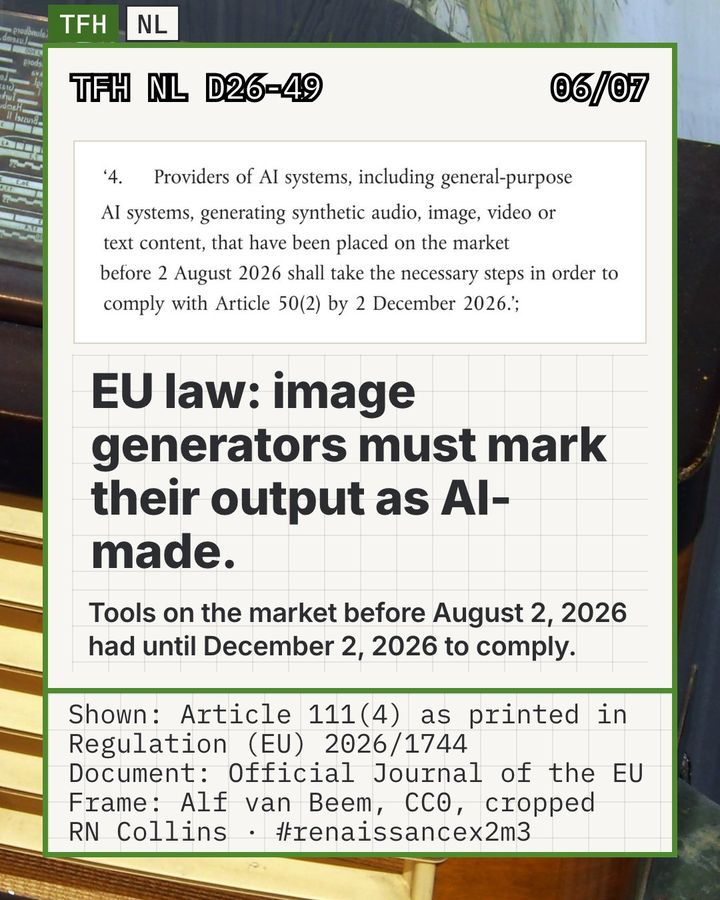 TFH NL
TFH NL D26-49 06/07
‘4. Providers of AI systems, including general-purpose
AI systems, generating synthetic audio, image, video or
text content, that have been placed on the market
before 2 August 2026 shall take the necessary steps in order to
comply with Article 50(2) by 2 December 2026.’;
EU law: image
generators must mark
their output as AI-
made.
Tools on the market before August 2, 2026
had until December 2, 2026 to comply.
Shown: Article 111(4) as printed in
Regulation (EU) 2026/1744
Document: Official Journal of the EU
Frame: Alf van Beem, CC0, cropped
RN Collins · #renaissancex2m3